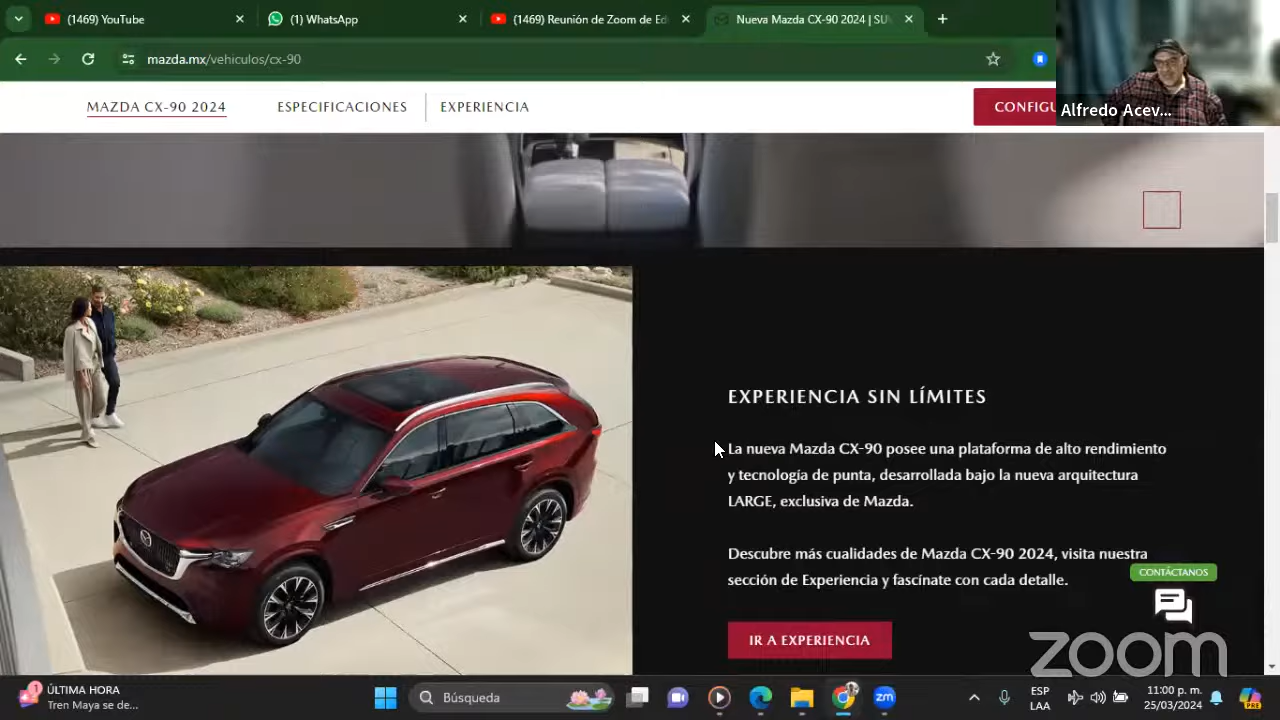 (1469) YouTube
(1) WhatsApp
(1469) Reunión de Zoom de Ed
Nueva Mazda CX-90 2024 | SU
mazda.mx/vehiculos/cx-90
MAZDA CX-90 2024
ESPECIFICACIONES
EXPERIENCIA
CONFIGU
Alfredo Acev...
EXPERIENCIA SIN LÍMITES
La nueva Mazda CX-90 posee una plataforma de alto rendimiento
y tecnología de punta, desarrollada bajo la nueva arquitectura
LARGE, exclusiva de Mazda.
Descubre más cualidades de Mazda CX-90 2024, visita nuestra
sección de Experiencia y fascínate con cada detalle.
CONTÁCTANOS
IR A EXPERIENCIA
zoom
1
ÚLTIMA HORA
Tren Maya se de...
Búsqueda
zm
ESP
LAA
11:00 p. m.
25/03/2024
PRE